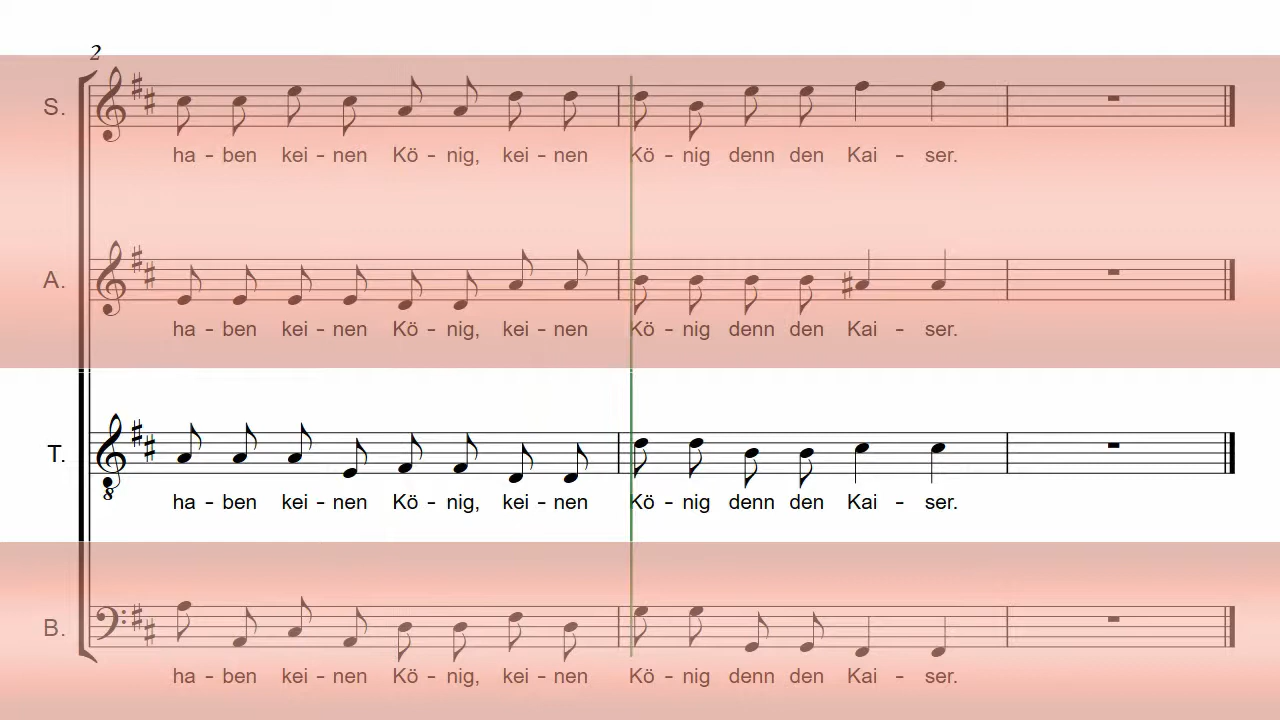 2
S.
ha – ben kei – nen Kö – nig, kei – nen Kö – nig denn den Kai – ser.
A.
ha – ben kei – nen Kö – nig, kei – nen Kö – nig denn den Kai – ser.
T.
8
ha – ben kei – nen Kö – nig, kei – nen Kö – nig denn den Kai – ser.
B.
ha – ben kei – nen Kö – nig, kei – nen Kö – nig denn den Kai – ser.